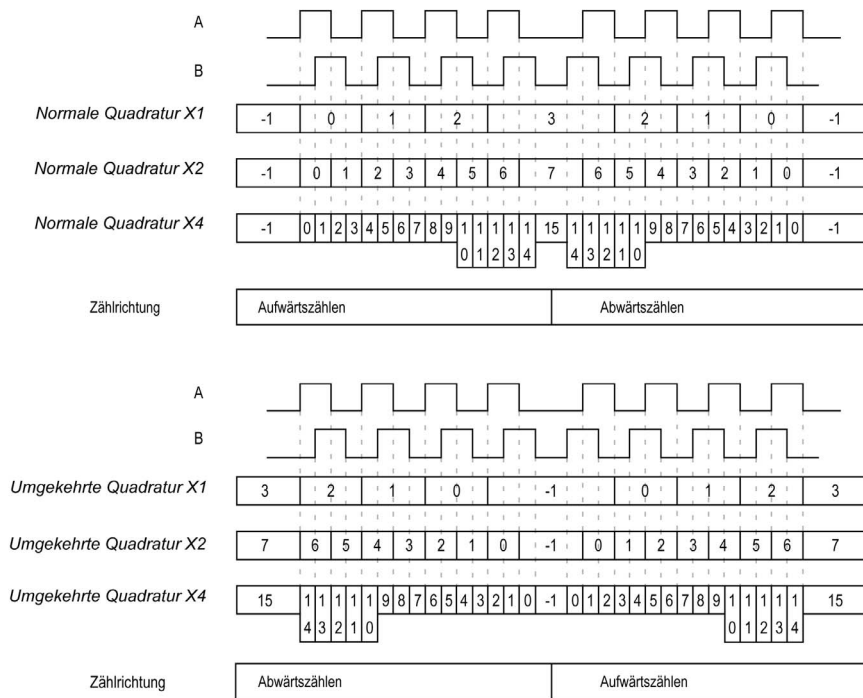 A
B
Normale Quadratur X1 -1 0 1 2 3 2 1 0 -1
Normale Quadratur X2 -1 0 1 2 3 4 5 6 7 6 5 4 3 2 1 0 -1
Normale Quadratur X4 -1 0 1 2 3 4 5 6 7 8 9 10 11 12 13 14 15 14 13 12 11 10 9 8 7 6 5 4 3 2 1 0 -1
Zählrichtung Aufwärtszählen Abwärtszählen
A
B
Umgekehrte Quadratur X1 3 2 1 0 -1 0 1 2 3
Umgekehrte Quadratur X2 7 6 5 4 3 2 1 0 -1 0 1 2 3 4 5 6 7
Umgekehrte Quadratur X4 15 14 13 12 11 10 9 8 7 6 5 4 3 2 1 0 -1 0 1 2 3 4 5 6 7 8 9 10 11 12 13 14 15
Zählrichtung Abwärtszählen Aufwärtszählen